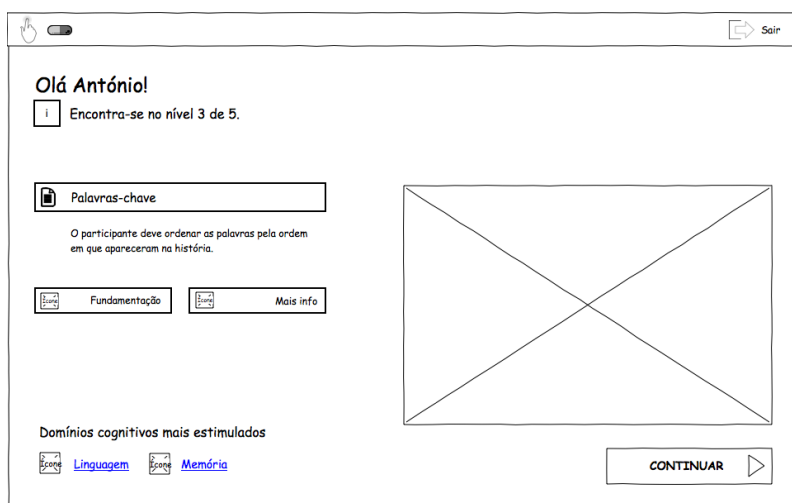 Sair
Olá António!
i
Encontra-se no nível 3 de 5.
Palavras-chave
O participante deve ordenar as palavras pela ordem
em que apareceram na história.
Ícone
Fundamentação
Ícone
Mais info
Domínios cognitivos mais estimulados
Ícone
Linguagem
Ícone
Memória
CONTINUAR